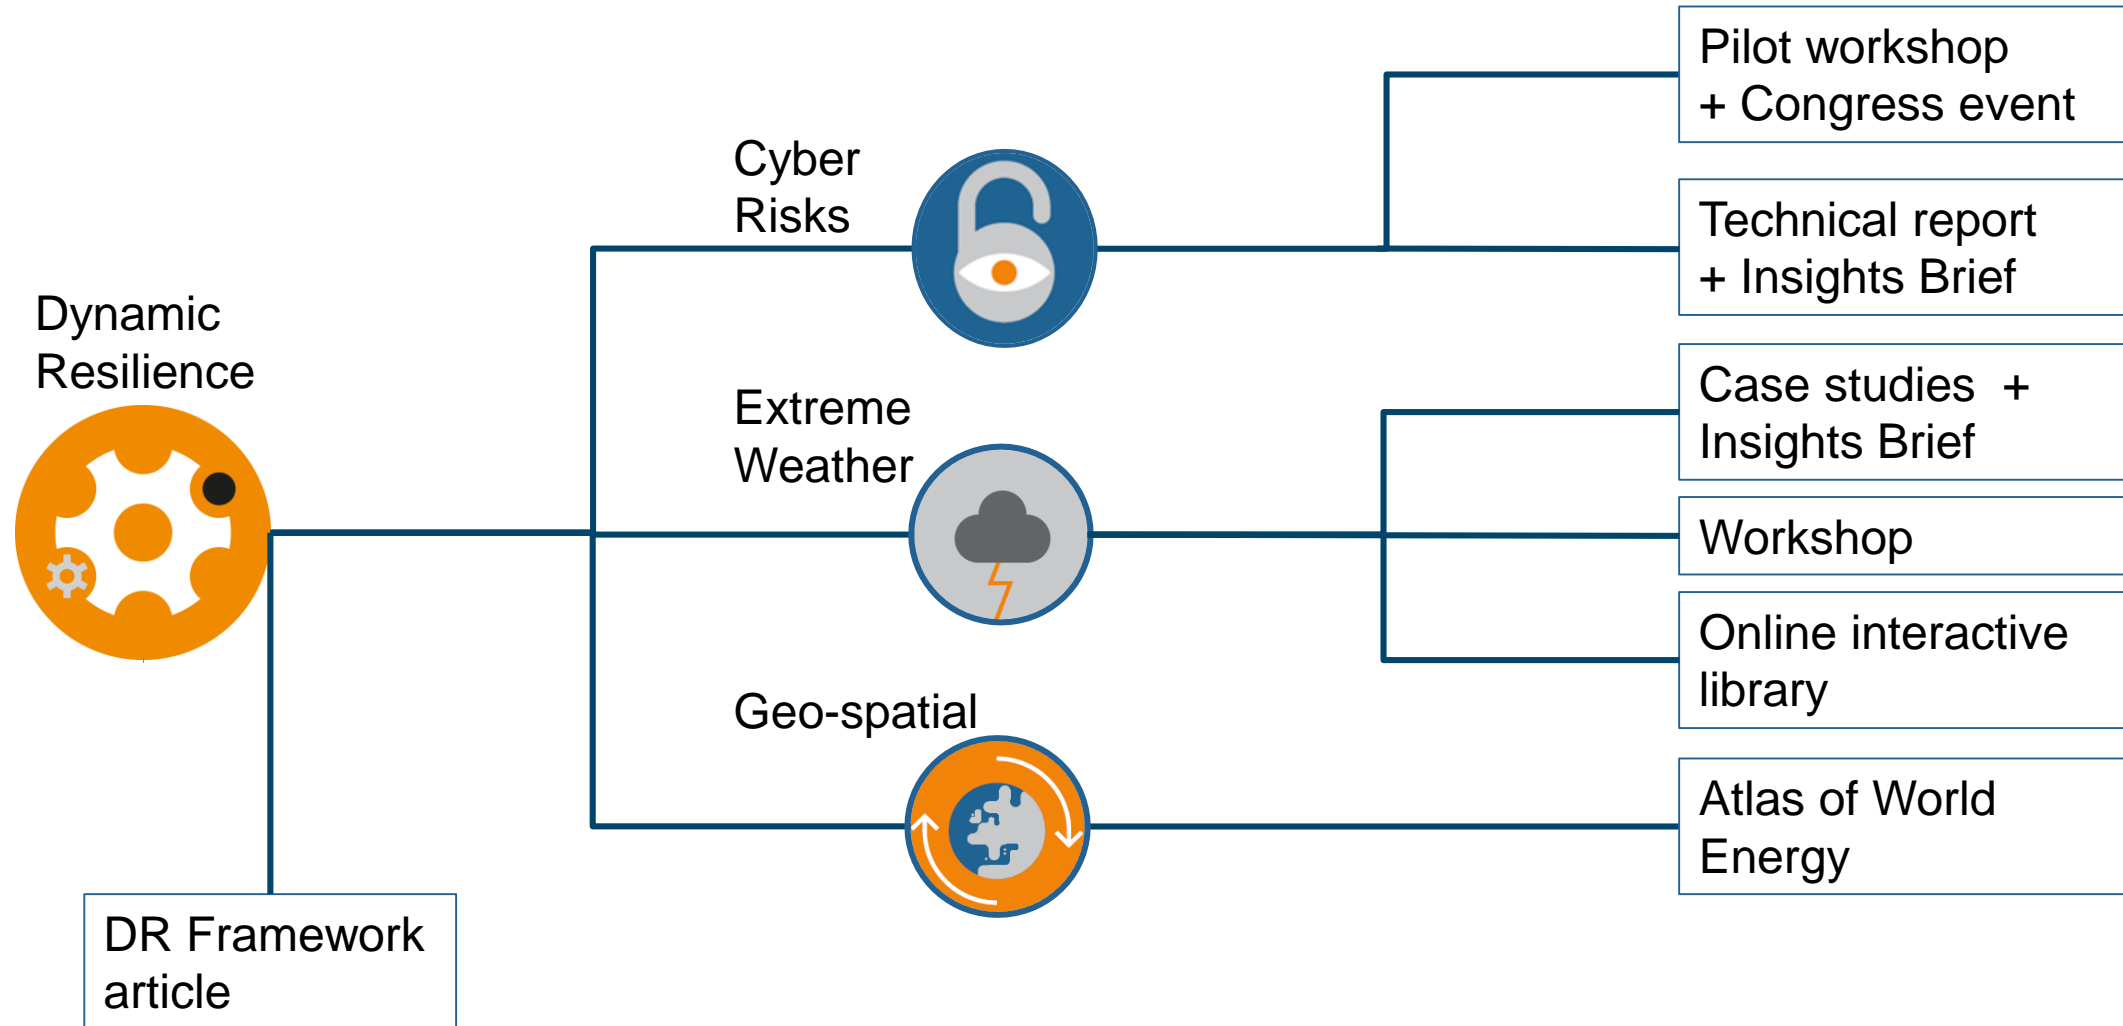 Dynamic
Resilience
DR Framework
article
Cyber
Risks
Extreme
Weather
Geo-spatial
Pilot workshop
+ Congress event
Technical report
+ Insights Brief
Case studies  +
Insights Brief
Workshop
Online interactive
library
Atlas of World
Energy